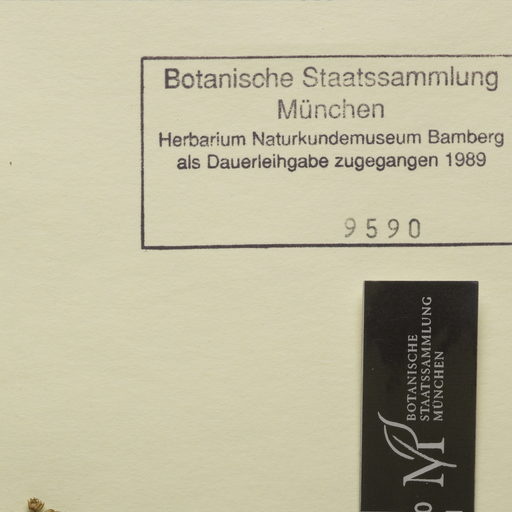 Botanische Staatssammlung
München
Herbarium Naturkundemuseum Bamberg
als Dauerleihgabe zugegangen 1989
9590
BOTANISCHE
STAATSSAMMLUNG
MÜNCHEN
M